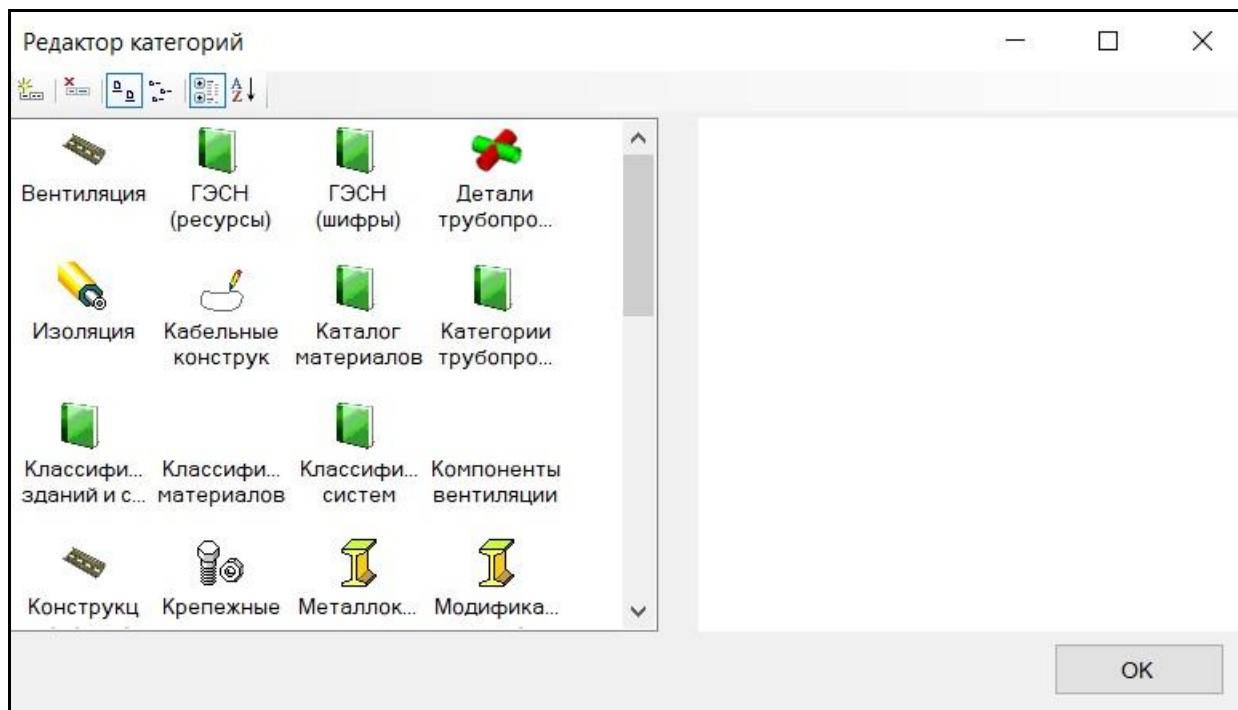 Редактор категорий
Вентиляция ГЭСН ГЭСН Детали
(ресурсы) (шифры) трубопро...
Изоляция Кабельные Каталог Категории
конструк материалов трубопро...
Классифи... Классифи... Классифи... Компоненты
зданий и с... материалов систем вентиляции
Конструкц Крепежные Металлок... Модифика...
OK